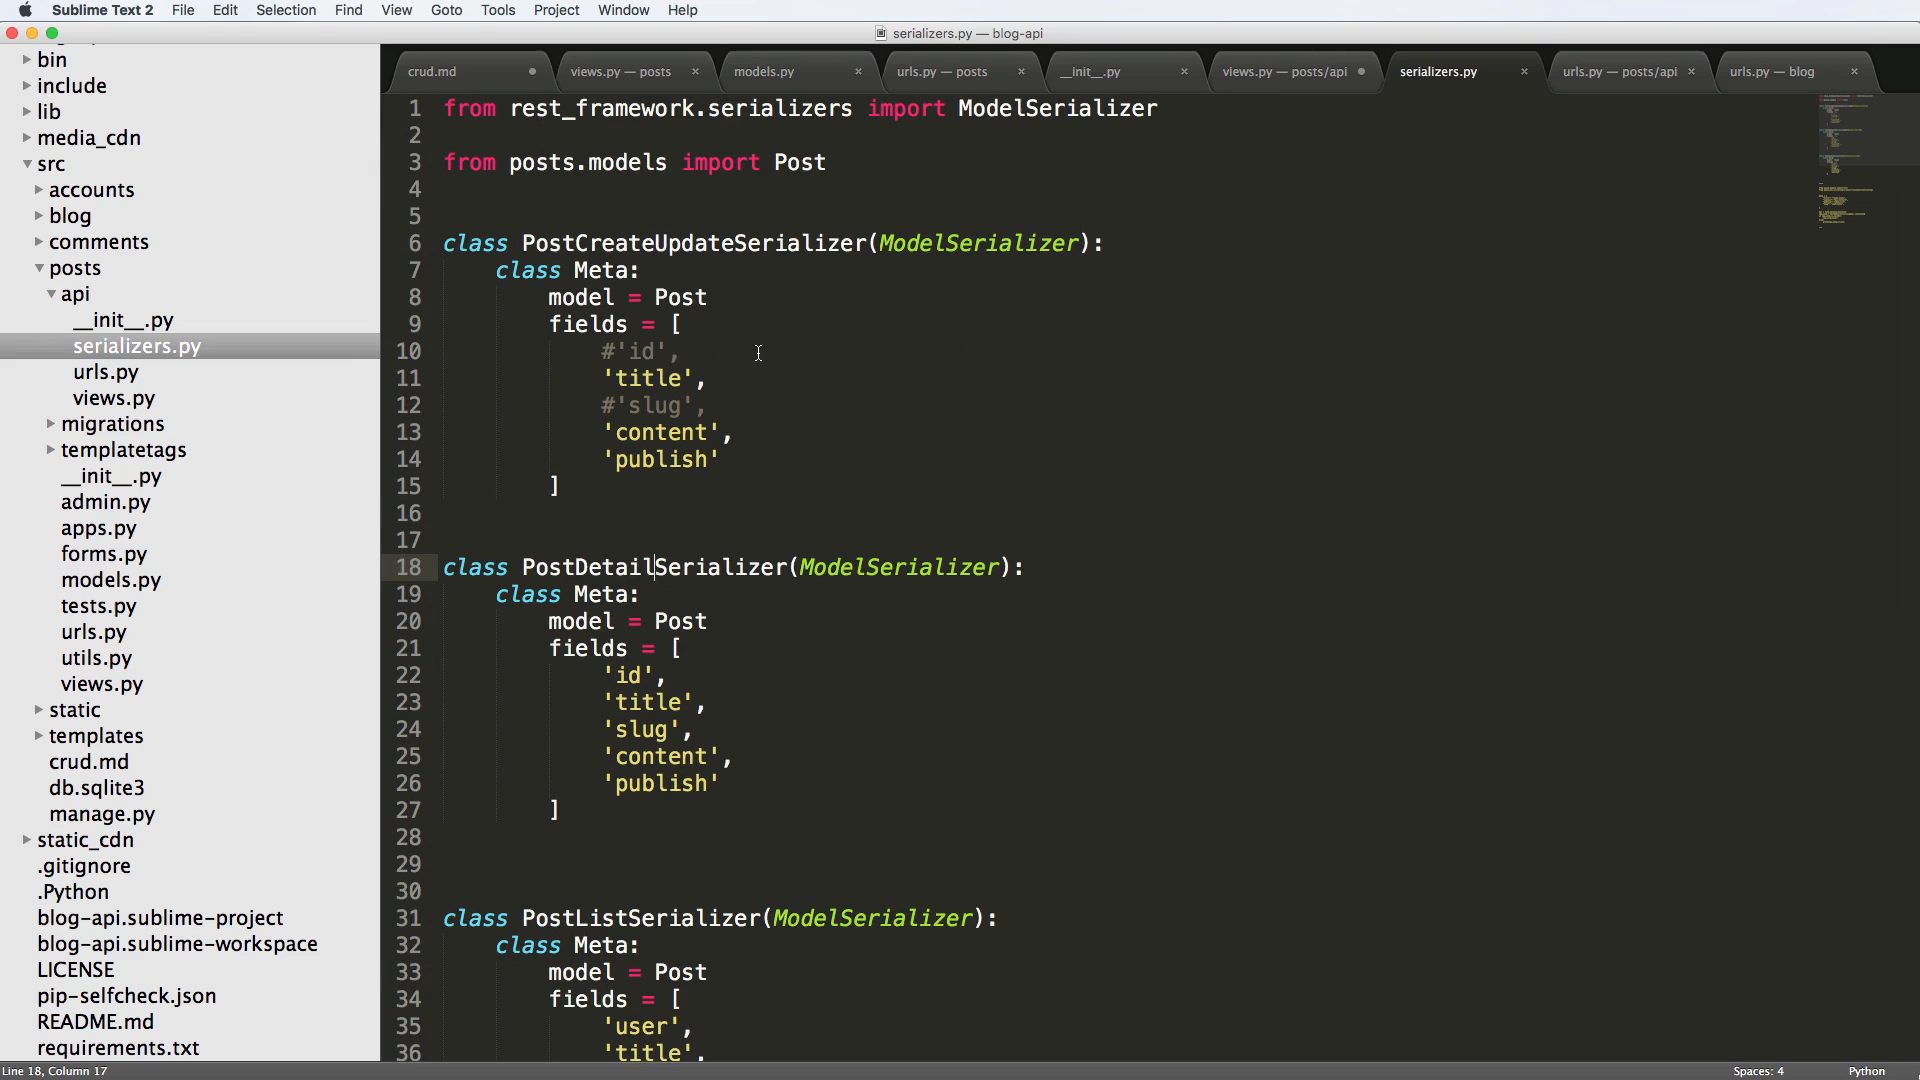 Sublime Text 2 File Edit Selection Find View Goto Tools Project Window Help
serializers.py — blog-api
bin
include
lib
media_cdn
src
accounts
blog
comments
posts
api
__init__.py
serializers.py
urls.py
views.py
migrations
templatetags
__init__.py
admin.py
apps.py
forms.py
models.py
tests.py
urls.py
utils.py
views.py
static
templates
crud.md
db.sqlite3
manage.py
static_cdn
.gitignore
.Python
blog-api.sublime-project
blog-api.sublime-workspace
LICENSE
pip-selfcheck.json
README.md
requirements.txt
crud.md views.py — posts × models.py × urls.py — posts × __init__.py × views.py — posts/api serializers.py × urls.py — posts/api × urls.py — blog ×
1 from rest_framework.serializers import ModelSerializer
2
3 from posts.models import Post
4
5
6 class PostCreateUpdateSerializer(ModelSerializer):
7 class Meta:
8 model = Post
9 fields = [
10 #'id',
11 'title',
12 #'slug',
13 'content',
14 'publish'
15 ]
16
17
18 class PostDetailSerializer(ModelSerializer):
19 class Meta:
20 model = Post
21 fields = [
22 'id',
23 'title',
24 'slug',
25 'content',
26 'publish'
27 ]
28
29
30
31 class PostListSerializer(ModelSerializer):
32 class Meta:
33 model = Post
34 fields = [
35 'user',
36 'title',
Line 18, Column 17 Spaces: 4 Python